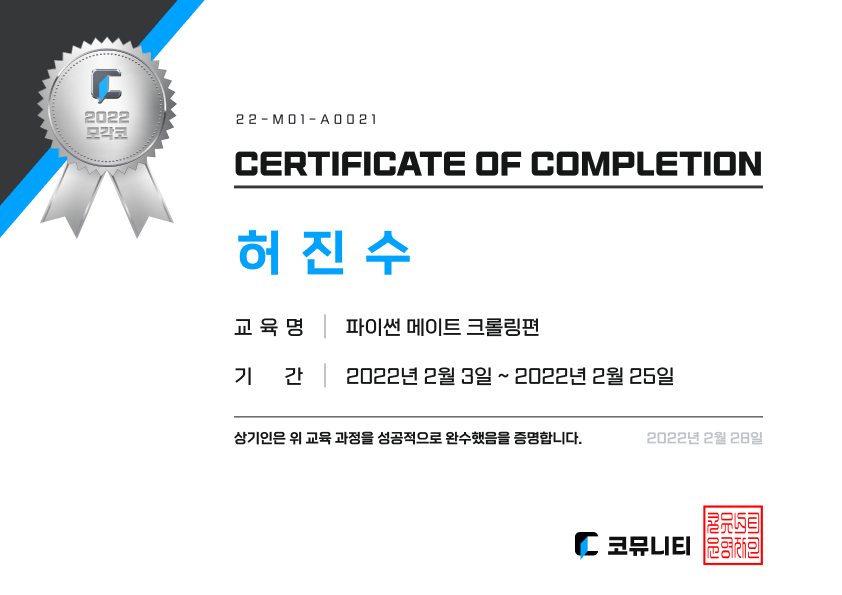 2022
모각코
22-M01-A0021
CERTIFICATE OF COMPLETION
허진수
교육명 파이썬 메이트 크롤링편
기간 2022년 2월 3일 ~ 2022년 2월 25일
상기인은 위 교육 과정을 성공적으로 완수했음을 증명합니다. 2022년 2월 28일
코뮤니티